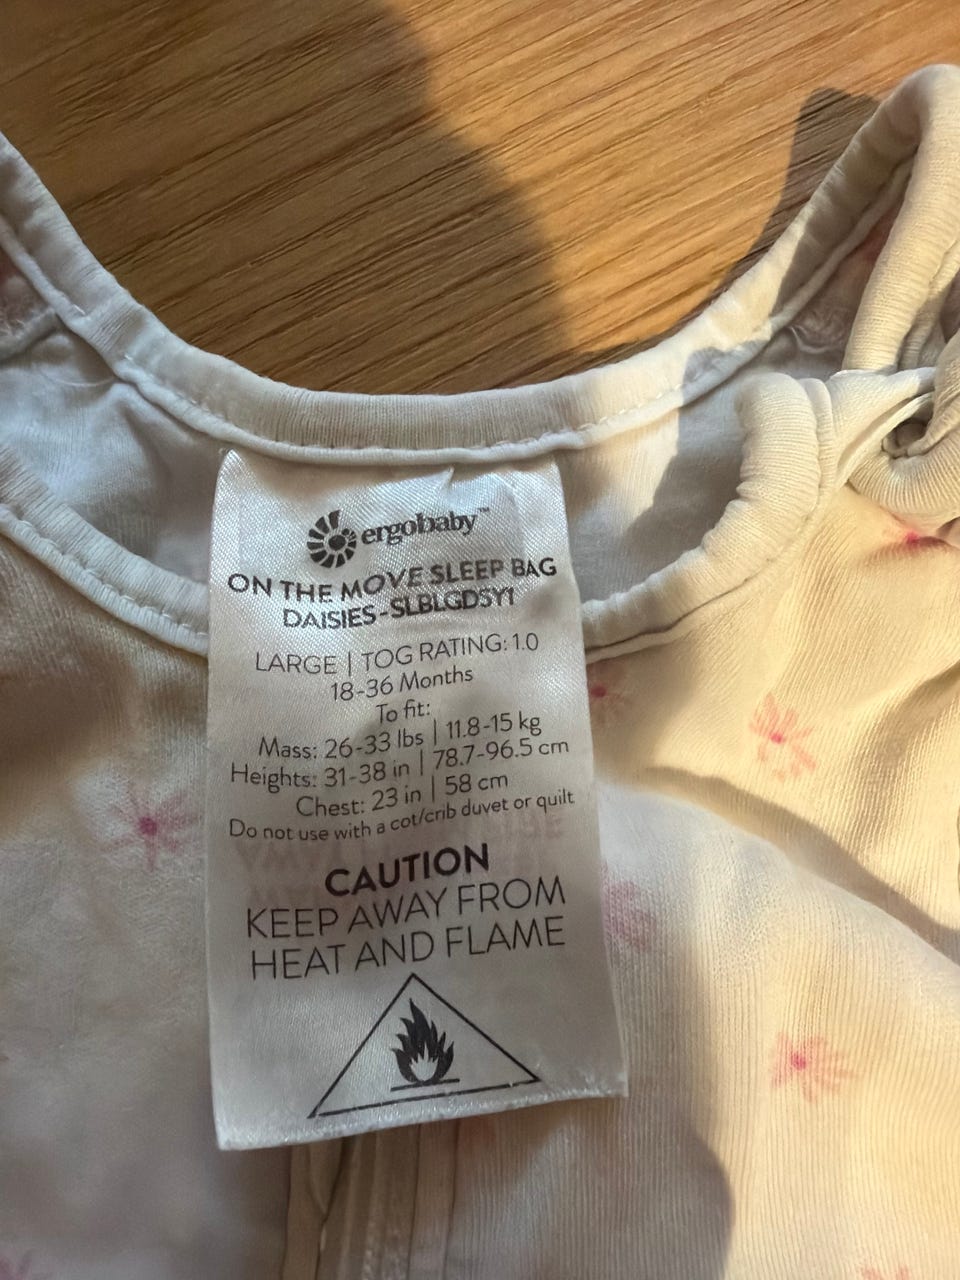 ergobaby™
ON THE MOVE SLEEP BAG
DAISIES-SLBLGDSY1
LARGE | TOG RATING: 1.0
18-36 Months
To fit:
Mass: 26-33 lbs | 11.8-15 kg
Heights: 31-38 in | 78.7-96.5 cm
Chest: 23 in | 58 cm
Do not use with a cot/crib duvet or quilt
CAUTION
KEEP AWAY FROM
HEAT AND FLAME